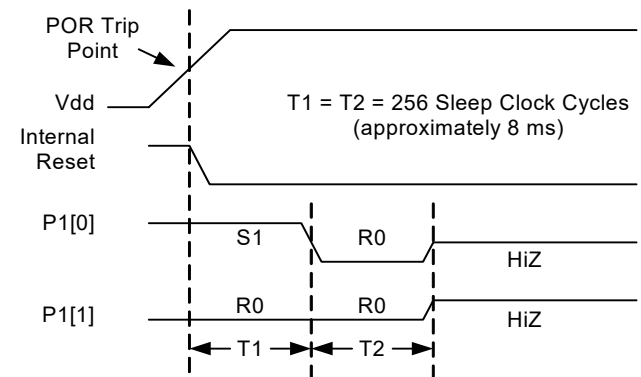 POR Trip
Point
Vdd
T1 = T2 = 256 Sleep Clock Cycles
(approximately 8 ms)
Internal
Reset
P1[0]
S1
R0
HiZ
P1[1]
R0
R0
HiZ
T1
T2